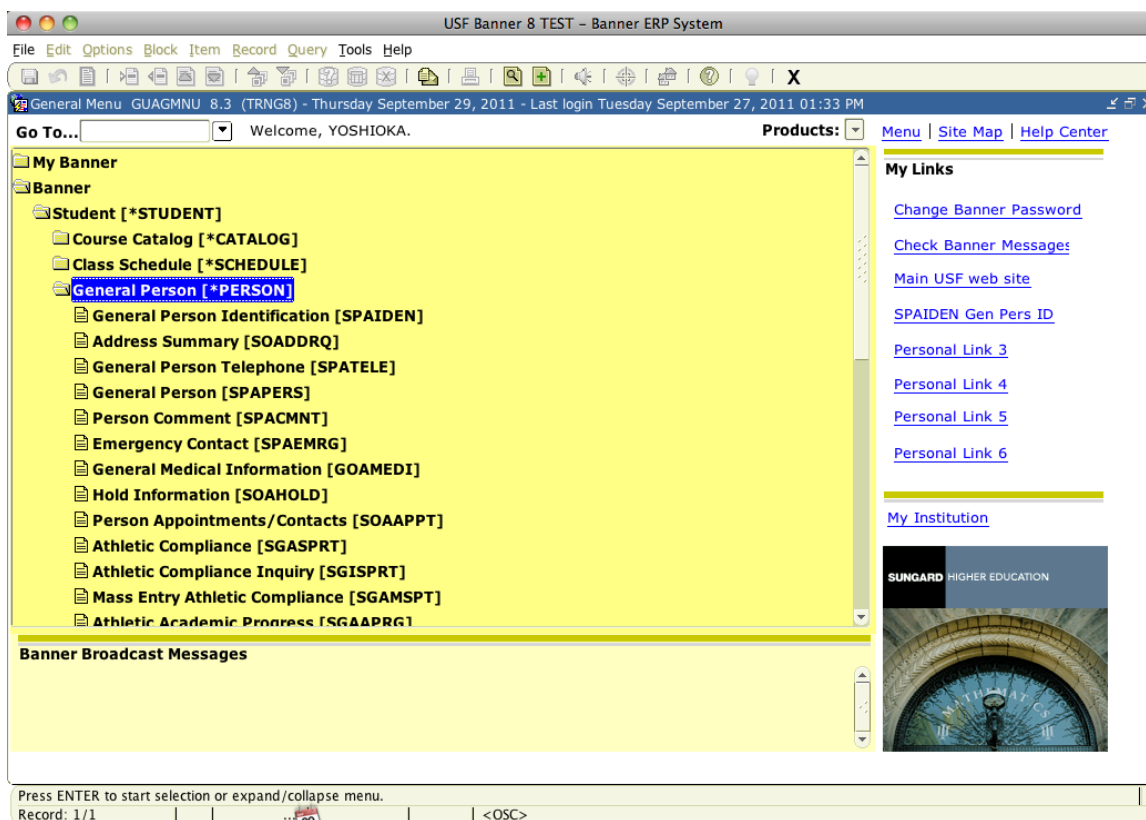 USF Banner 8 TEST – Banner ERP System
File Edit Options Block Item Record Query Tools Help
X
General Menu GUAGMNU 8.3 (TRNG8) - Thursday September 29, 2011 - Last login Tuesday September 27, 2011 01:33 PM
Go To... Welcome, YOSHIOKA. Products: Menu | Site Map | Help Center
My Banner
Banner
Student [*STUDENT]
Course Catalog [*CATALOG]
Class Schedule [*SCHEDULE]
General Person [*PERSON]
General Person Identification [SPAIDEN]
Address Summary [SOADDRQ]
General Person Telephone [SPATELE]
General Person [SPAPERS]
Person Comment [SPACMNT]
Emergency Contact [SPAEMRG]
General Medical Information [GOAMEDI]
Hold Information [SOAHOLD]
Person Appointments/Contacts [SOAAPPT]
Athletic Compliance [SGASPRT]
Athletic Compliance Inquiry [SGISPRT]
Mass Entry Athletic Compliance [SGAMSPT]
Athletic Academic Progress [SGAAPRG]
Banner Broadcast Messages
My Links
Change Banner Password
Check Banner Messages
Main USF web site
SPAIDEN Gen Pers ID
Personal Link 3
Personal Link 4
Personal Link 5
Personal Link 6
My Institution
SUNGARD HIGHER EDUCATION
MATHEMATICS
Press ENTER to start selection or expand/collapse menu.
Record: 1/1 <OSC>